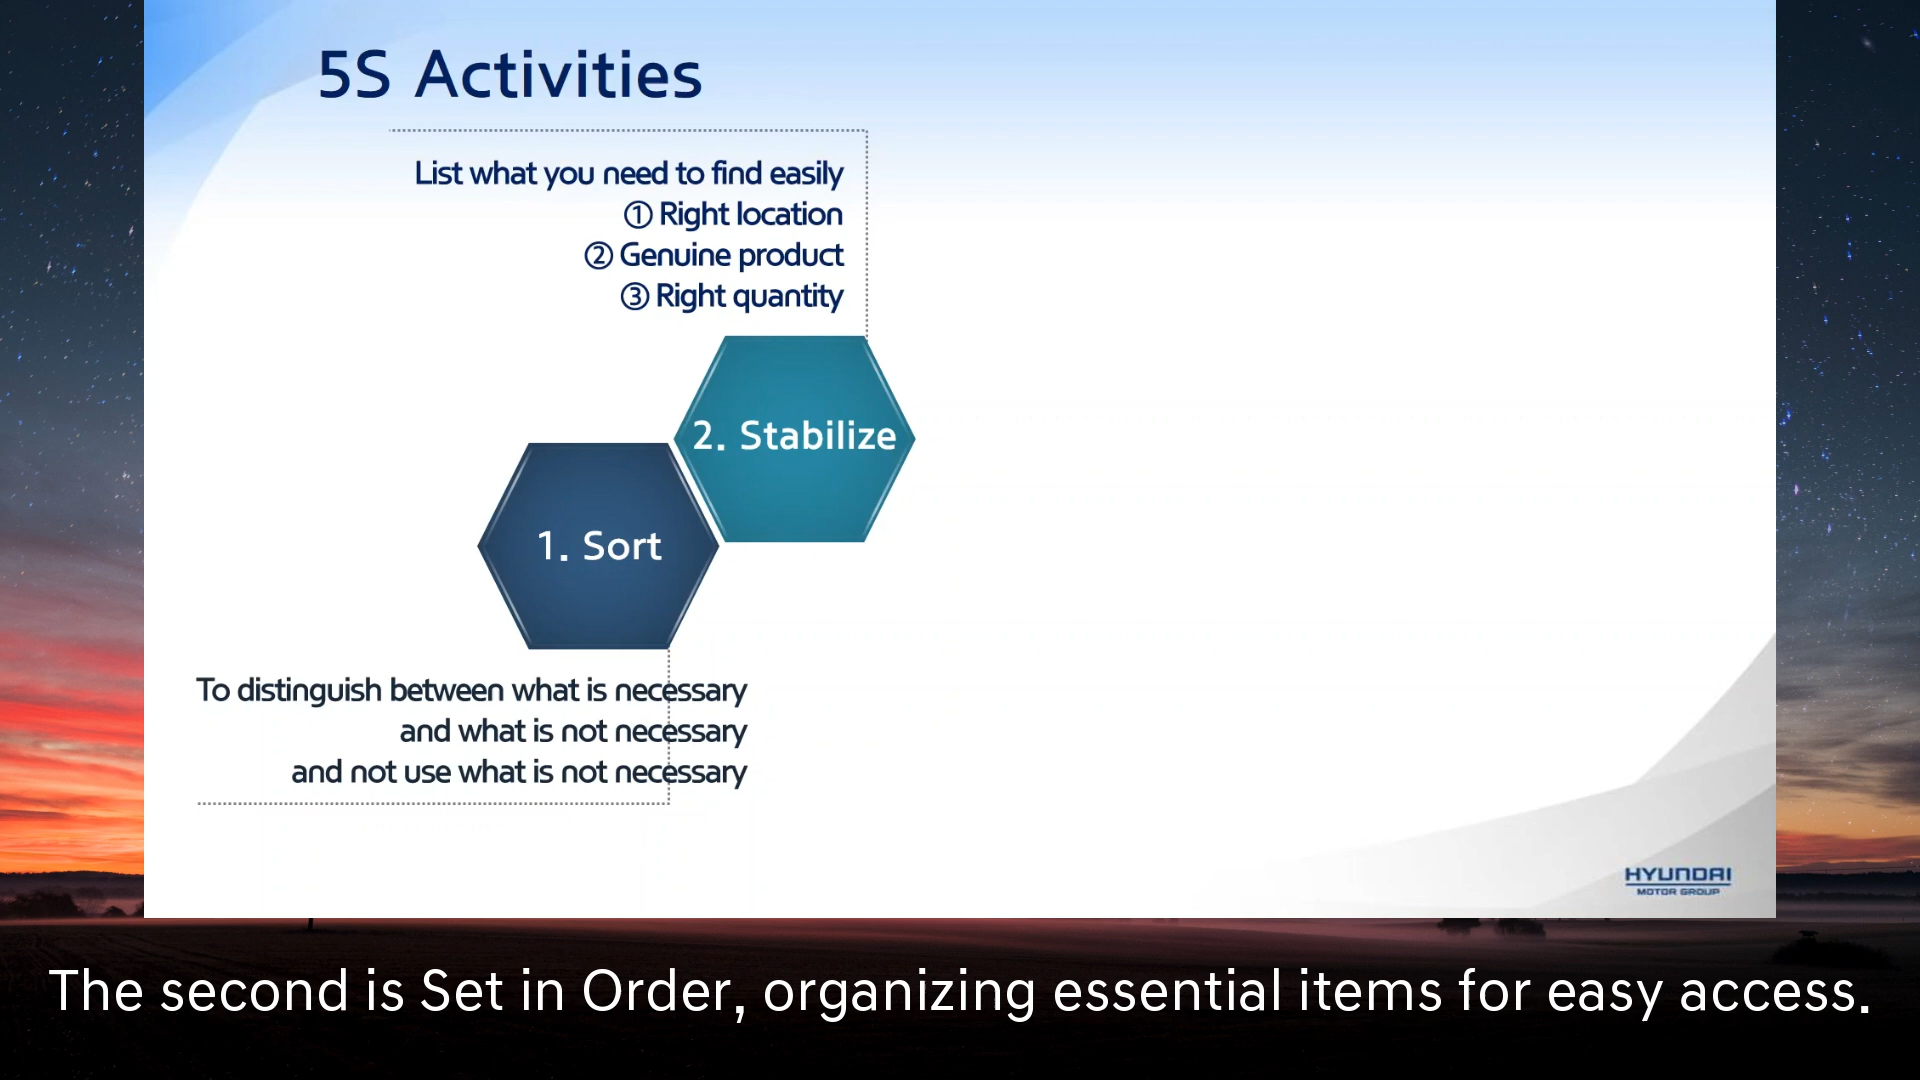 5S Activities
List what you need to find easily
① Right location
② Genuine product
③ Right quantity
2. Stabilize
1. Sort
To distinguish between what is necessary
and what is not necessary
and not use what is not necessary
HYUNDAI
MOTOR GROUP
The second is Set in Order, organizing essential items for easy access.